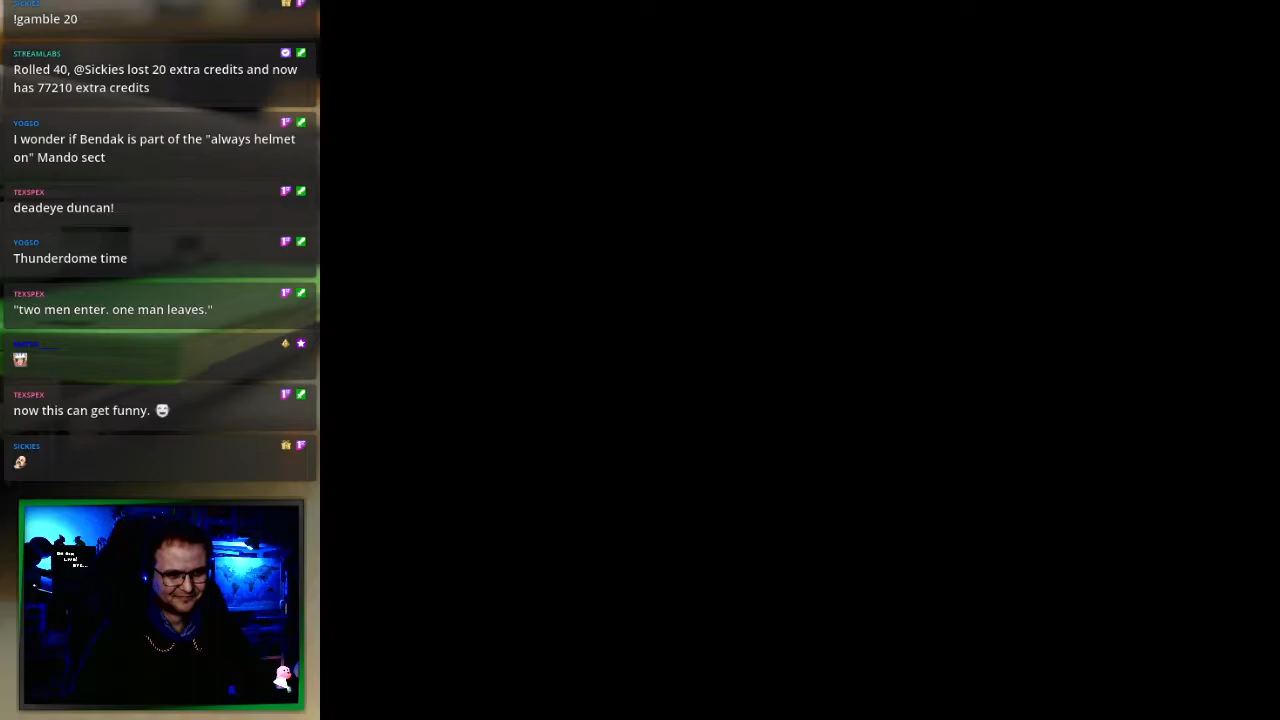 SICKIES
!gamble 20
STREAMLABS
Rolled 40, @Sickies lost 20 extra credits and now
has 77210 extra credits
YOGSO
I wonder if Bendak is part of the "always helmet
on" Mando sect
TEXSPEX
deadeye duncan!
YOGSO
Thunderdome time
TEXSPEX
"two men enter. one man leaves."
TEXSPEX
now this can get funny.
SICKIES